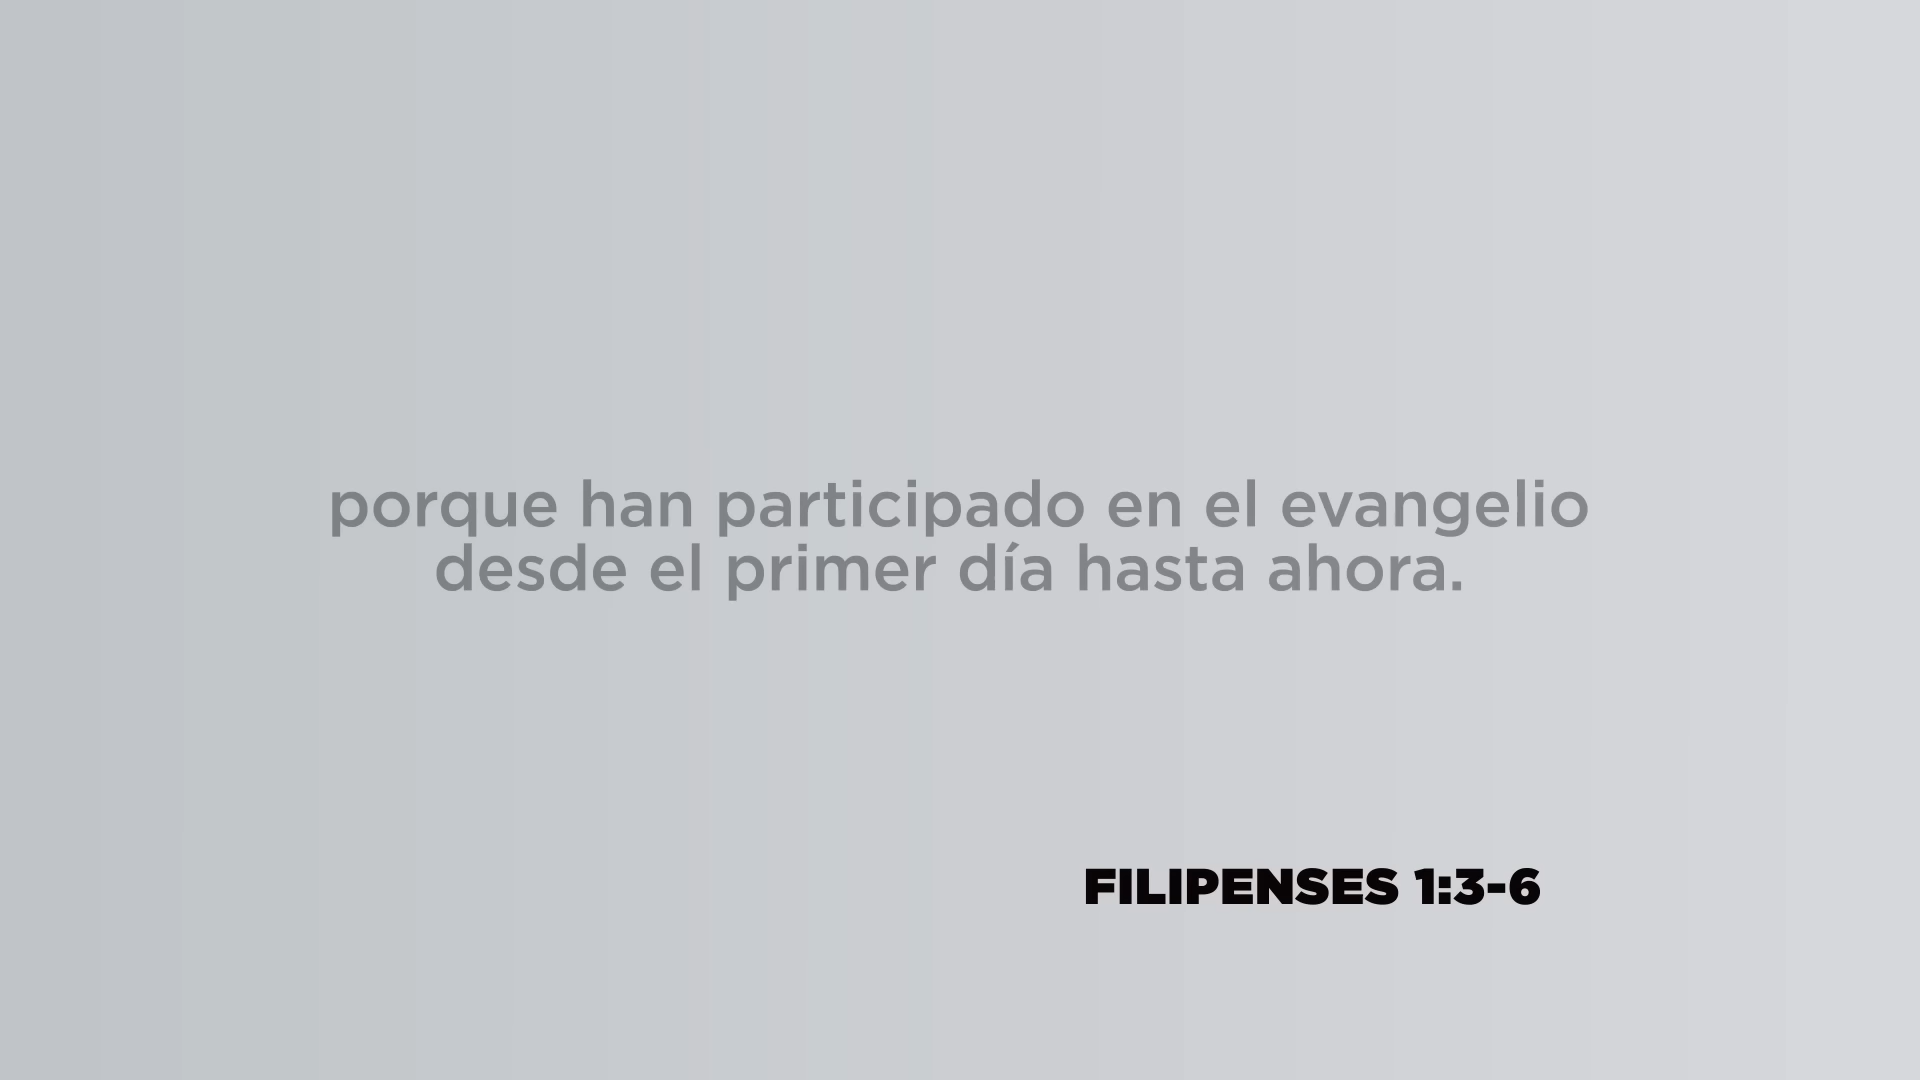 porque han participado en el evangelio
desde el primer día hasta ahora.
FILIPENSES 1:3-6